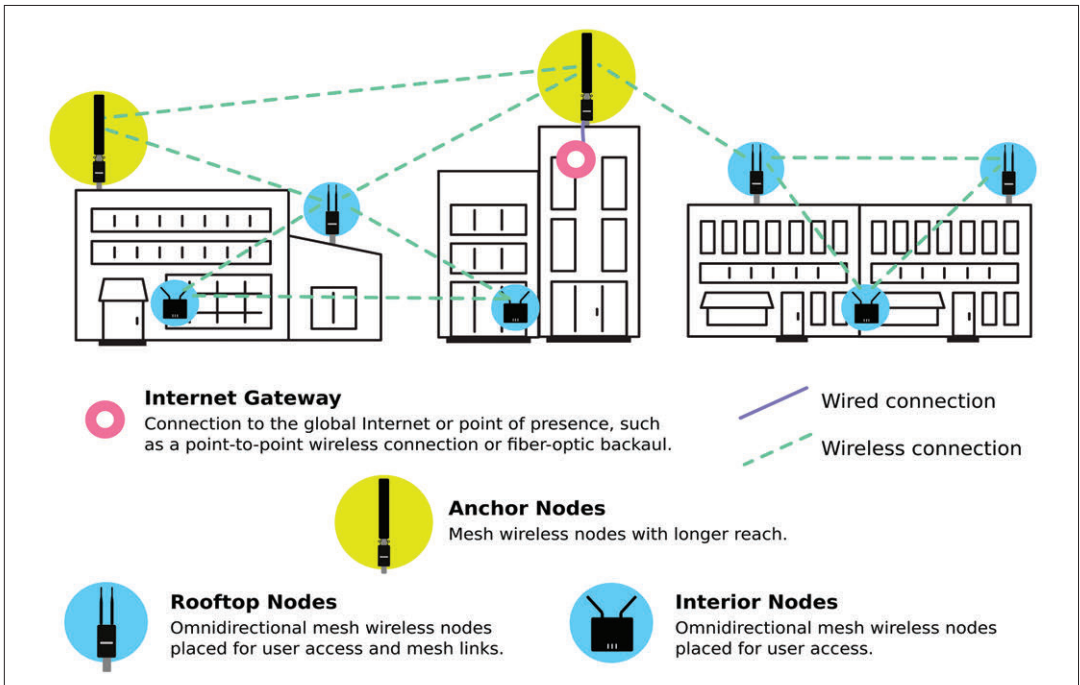 Internet Gateway
Connection to the global Internet or point of presence, such
as a point-to-point wireless connection or fiber-optic backaul.
Wired connection
Wireless connection
Anchor Nodes
Mesh wireless nodes with longer reach.
Rooftop Nodes
Omnidirectional mesh wireless nodes
placed for user access and mesh links.
Interior Nodes
Omnidirectional mesh wireless nodes
placed for user access.